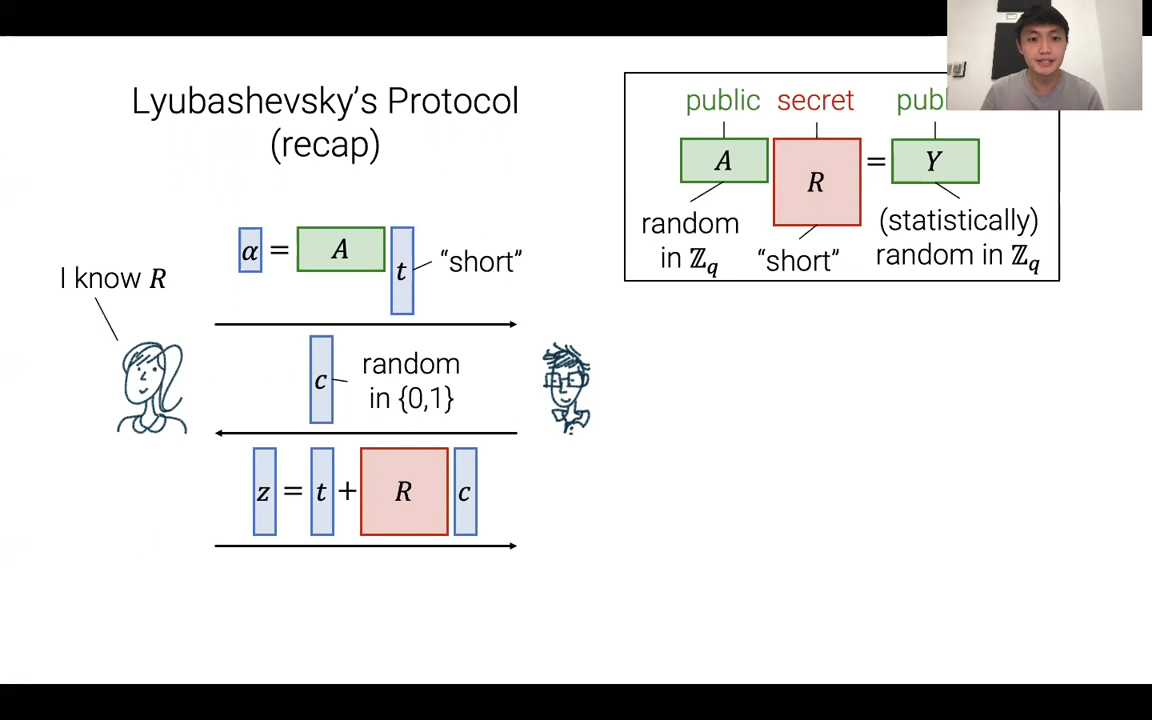 Lyubashevsky's Protocol
(recap)
α = A t "short"
I know R
c random
in {0,1}
z = t + R c
public secret
A R = Y
random
in ℤq
"short"
(statistically)
random in ℤq